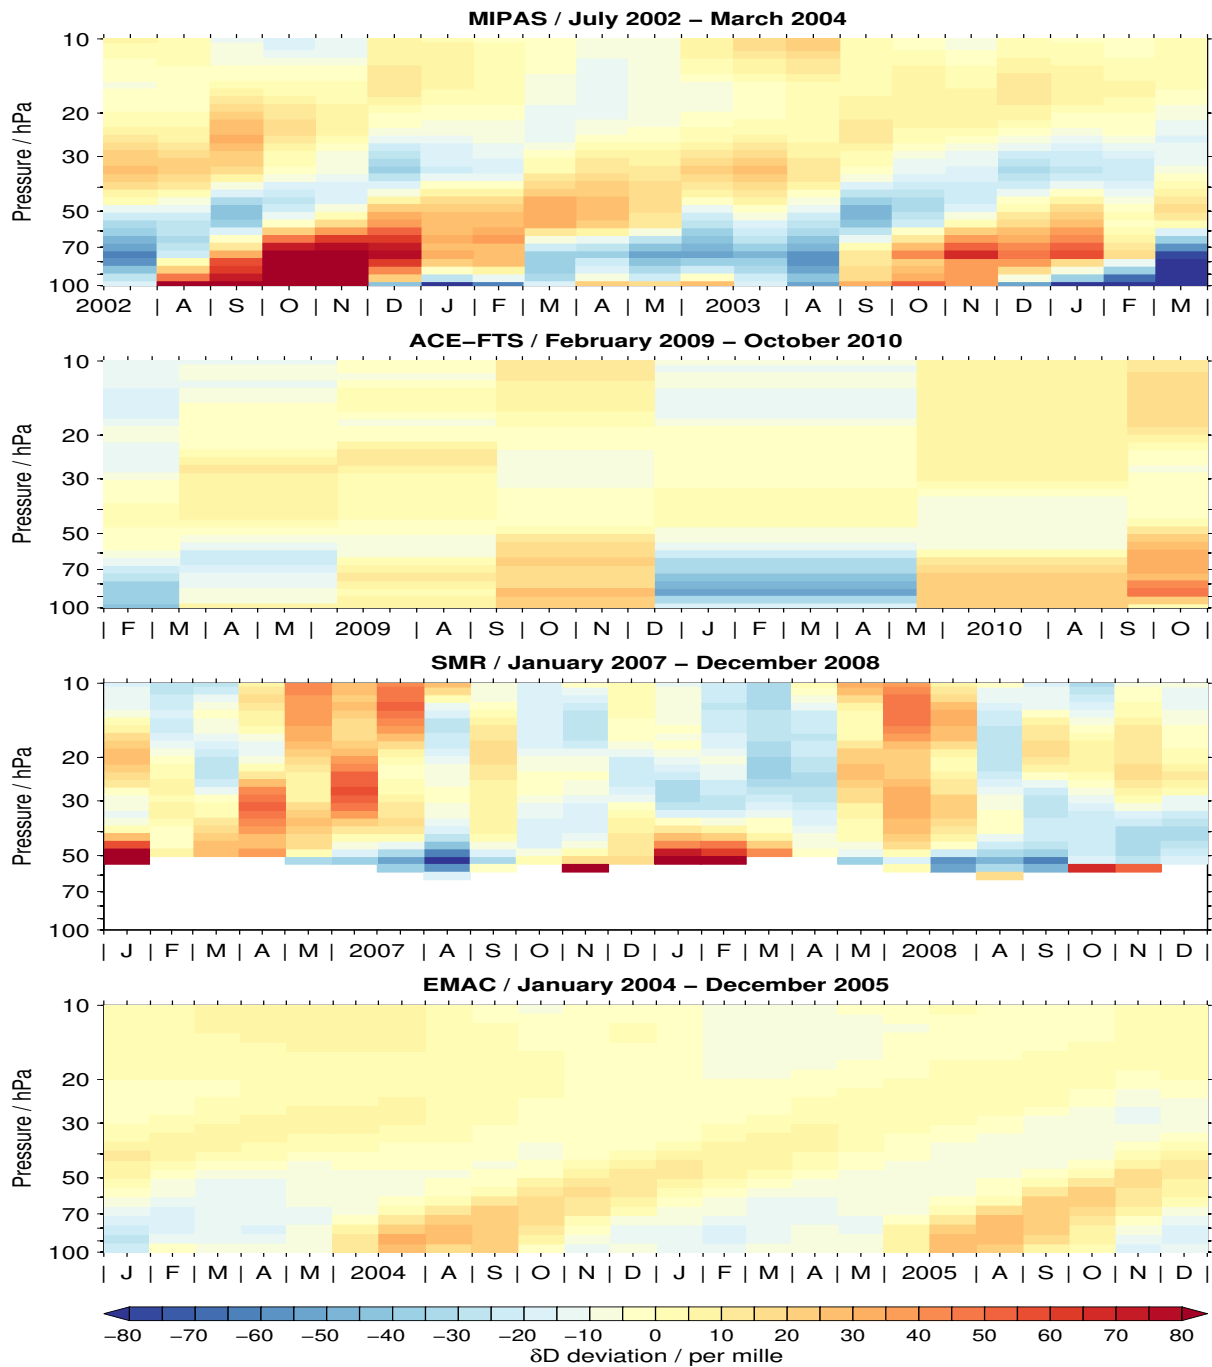 MIPAS / July 2002 – March 2004
Pressure / hPa
10
20
30
50
70
100
2002 | A | S | O | N | D | J | F | M | A | M | 2003 | A | S | O | N | D | J | F | M |
ACE–FTS / February 2009 – October 2010
Pressure / hPa
10
20
30
50
70
100
| F | M | A | M | 2009 | A | S | O | N | D | J | F | M | A | M | 2010 | A | S | O |
SMR / January 2007 – December 2008
Pressure / hPa
10
20
30
50
70
100
| J | F | M | A | M | 2007 | A | S | O | N | D | J | F | M | A | M | 2008 | A | S | O | N | D |
EMAC / January 2004 – December 2005
Pressure / hPa
10
20
30
50
70
100
| J | F | M | A | M | 2004 | A | S | O | N | D | J | F | M | A | M | 2005 | A | S | O | N | D |
−80 −70 −60 −50 −40 −30 −20 −10 0 10 20 30 40 50 60 70 80
δD deviation / per mille